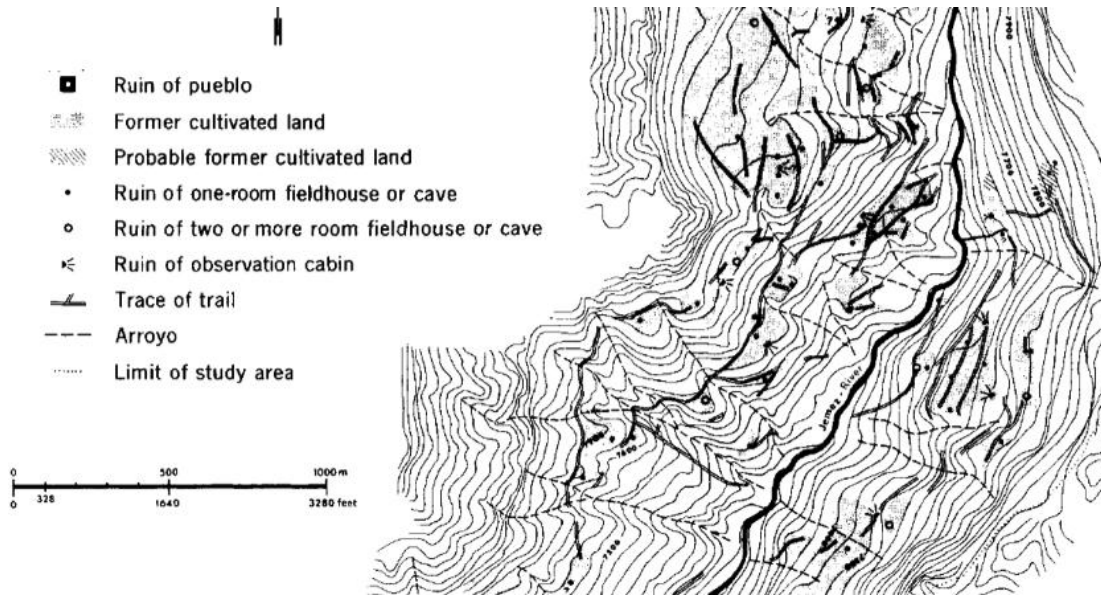 N
Ruin of pueblo
Former cultivated land
Probable former cultivated land
Ruin of one-room fieldhouse or cave
Ruin of two or more room fieldhouse or cave
Ruin of observation cabin
Trace of trail
Arroyo
Limit of study area
0 500 1000 m
0 328 1640 3280 feet
Jemez River
7700
7600
7200